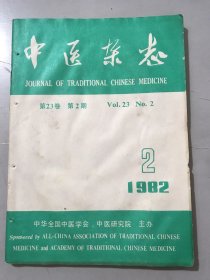 中医杂志
JOURNAL OF TRADITIONAL CHINESE MEDICINE
第23卷 第2期 Vol.23 No.2
2
1982
中华全国中医学会 中医研究院 主办
Sponsored by ALL-CHINA ASSOCIATION OF TRADITIONAL CHINESE
MEDICINE and ACADEMY OF TRADITIONAL CHINESE MEDICINE